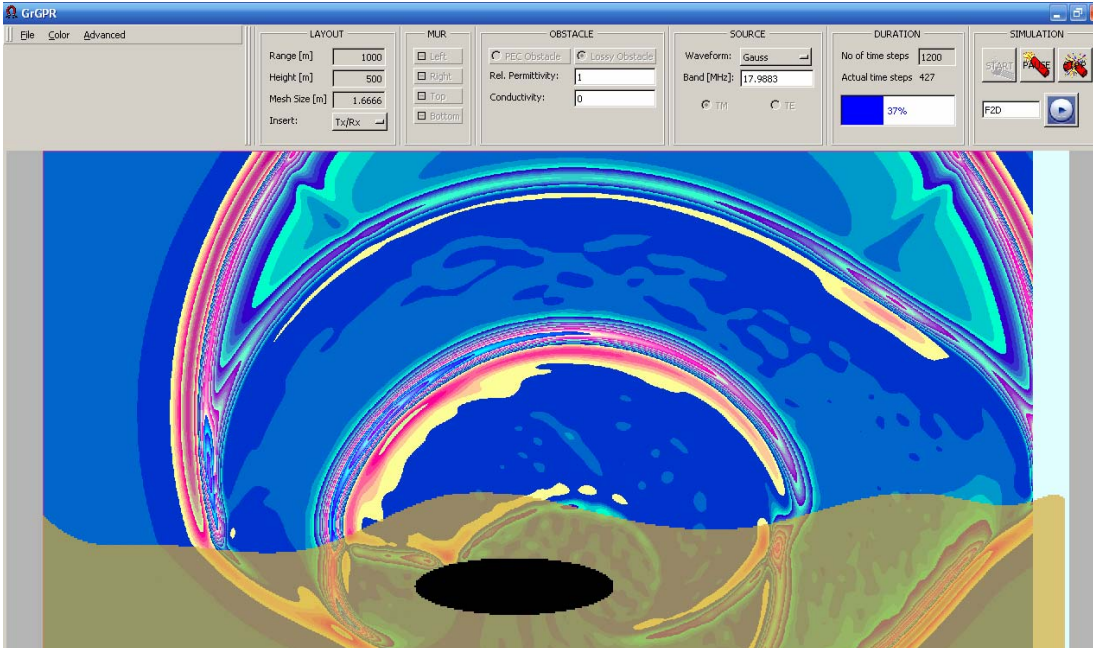 GrGPR
File Color Advanced
LAYOUT
Range [m] 1000
Height [m] 500
Mesh Size [m] 1.6666
Insert: Tx/Rx
MUR
Left
Right
Top
Bottom
OBSTACLE
PEC Obstacle Lossy Obstacle
Rel. Permittivity: 1
Conductivity: 0
SOURCE
Waveform: Gauss
Band [MHz]: 17.9883
TM TE
DURATION
No of time steps 1200
Actual time steps 427
37%
SIMULATION
START PAUSE STOP
F2D